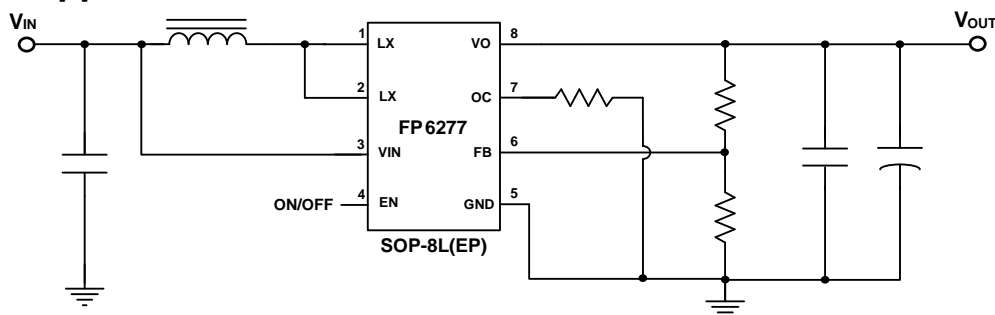 VIN
VOUT
1 LX VO 8
2 LX OC 7
FP6277
3 VIN FB 6
4 EN GND 5
ON/OFF
SOP-8L(EP)